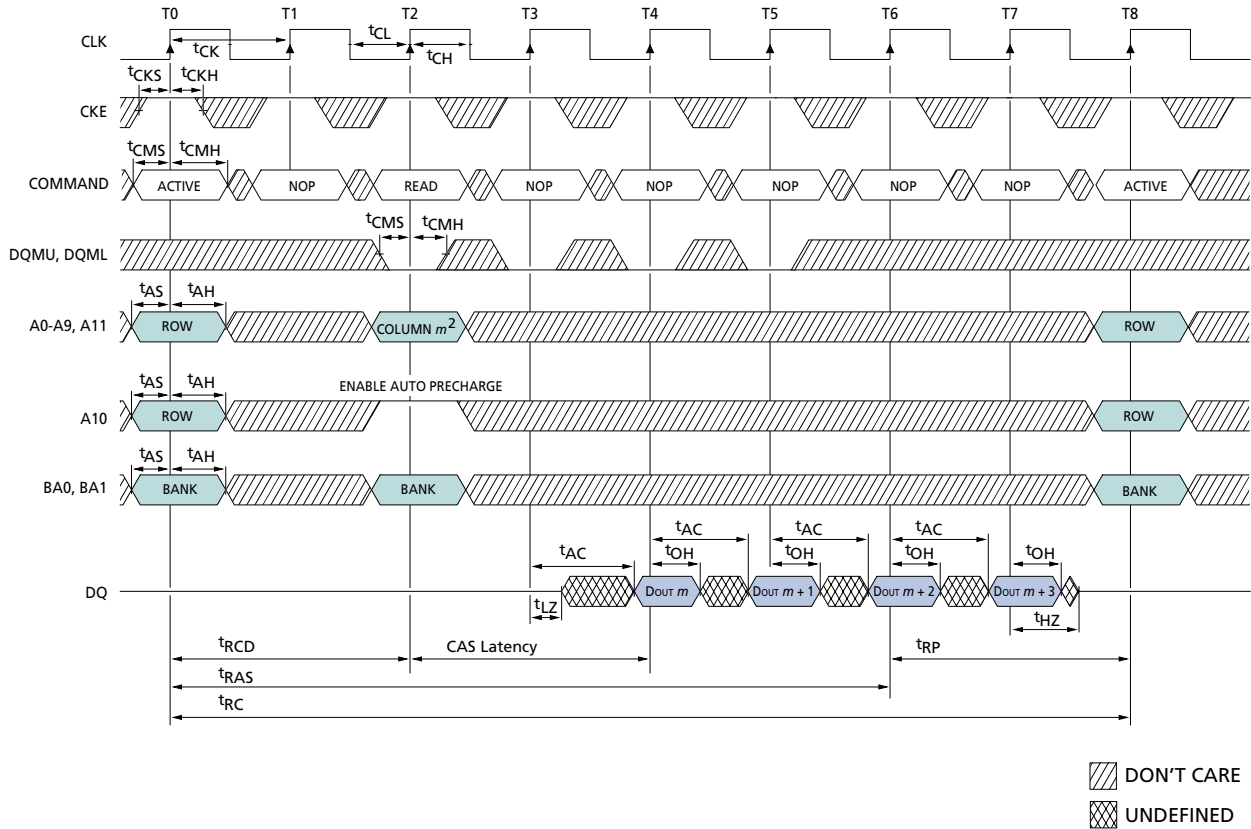 T0 T1 T2 T3 T4 T5 T6 T7 T8
CLK
tCK tCL tCH
tCKS tCKH
CKE
tCMS tCMH
COMMAND ACTIVE NOP READ NOP NOP NOP NOP NOP ACTIVE
tCMS tCMH
DQMU, DQML
tAS tAH
A0-A9, A11 ROW COLUMN m2 ROW
tAS tAH
ENABLE AUTO PRECHARGE
A10 ROW ROW
tAS tAH
BA0, BA1 BANK BANK BANK
tAC tAC tAC tAC
tOH tOH tOH tOH
DQ DOUT m DOUT m + 1 DOUT m + 2 DOUT m + 3
tLZ tHZ
tRCD CAS Latency tRP
tRAS
tRC
DON'T CARE
UNDEFINED